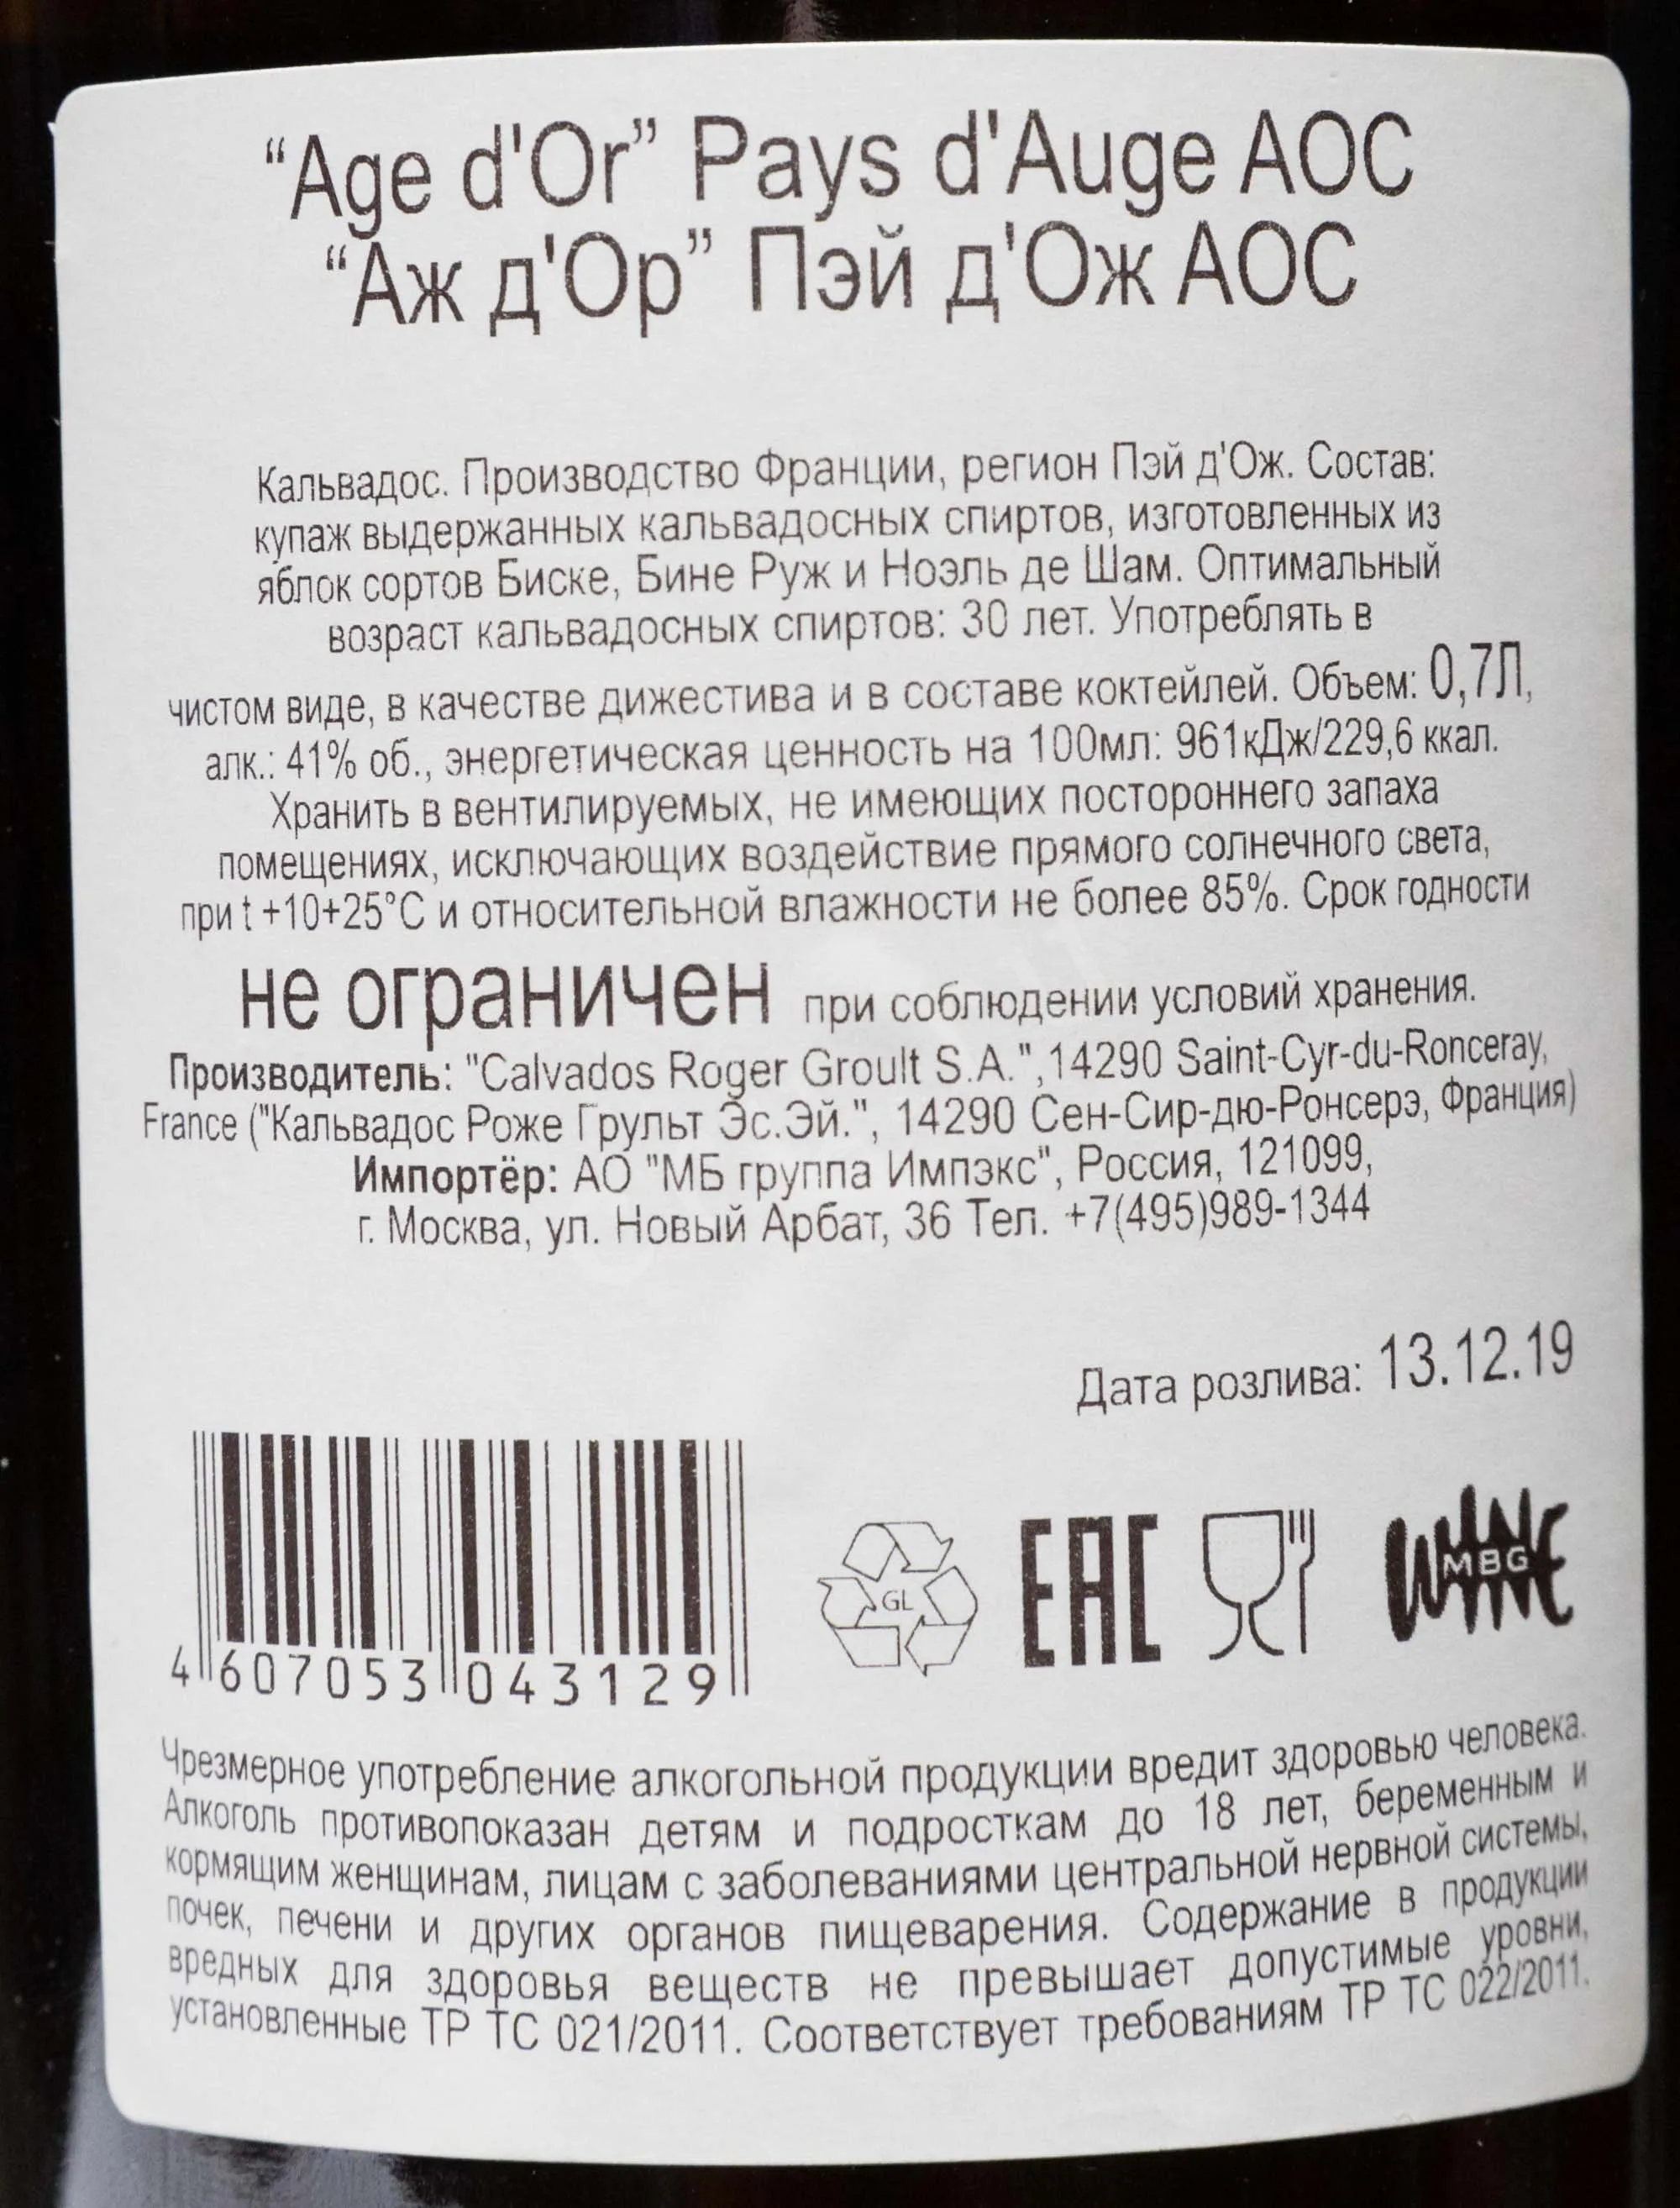 “Age d'Or” Pays d'Auge AOC
“Аж д'Ор” Пэй д'Ож АОС
Кальвадос. Производство Франции, регион Пэй д'Ож. Состав:
купаж выдержанных кальвадосных спиртов, изготовленных из
яблок сортов Биске, Бине Руж и Ноэль де Шам. Оптимальный
возраст кальвадосных спиртов: 30 лет. Употреблять в
чистом виде, в качестве дижестива и в составе коктейлей. Объем: 0,7Л,
алк.: 41% об., энергетическая ценность на 100мл: 961кДж/229,6 ккал.
Хранить в вентилируемых, не имеющих постороннего запаха
помещениях, исключающих воздействие прямого солнечного света,
при t +10+25°C и относительной влажности не более 85%. Срок годности
не ограничен при соблюдении условий хранения.
Производитель: "Calvados Roger Groult S.A.",14290 Saint-Cyr-du-Ronceray,
France ("Кальвадос Роже Грульт Эс.Эй.", 14290 Сен-Сир-дю-Ронсерэ, Франция)
Импортёр: АО "МБ группа Импэкс", Россия, 121099,
г. Москва, ул. Новый Арбат, 36 Тел. +7(495)989-1344
Дата розлива: 13.12.19
4 607053 043129
GL
EAC
WINE
MBG
Чрезмерное употребление алкогольной продукции вредит здоровью человека.
Алкоголь противопоказан детям и подросткам до 18 лет, беременным и
кормящим женщинам, лицам с заболеваниями центральной нервной системы,
почек, печени и других органов пищеварения. Содержание в продукции
вредных для здоровья веществ не превышает допустимые уровни,
установленные ТР ТС 021/2011. Соответствует требованиям ТР ТС 022/2011.